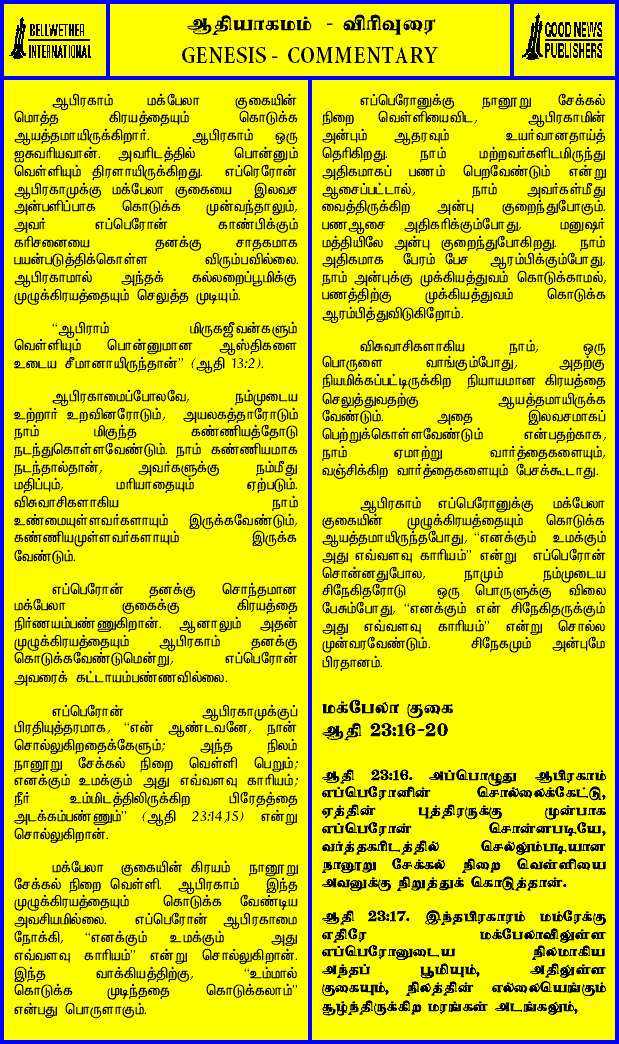 BELLWETHER
INTERNATIONAL
ஆதியாகமம் - விரிவுரை
GENESIS - COMMENTARY
GOOD NEWS
PUBLISHERS
ஆபிரகாம் மக்பேலா குகையின்
மொத்த கிரயத்தையும் கொடுக்க
ஆயத்தமாயிருக்கிறார். ஆபிரகாம் ஒரு
ஐசுவரியவான். அவரிடத்தில் பொன்னும்
வெள்ளியும் திரளாயிருக்கிறது. எப்ரெரோன்
ஆபிரகாமுக்கு மக்பேலா குகையை இலவச
அன்பளிப்பாக கொடுக்க முன்வந்தாலும்,
அவர் எப்பெரோன் காண்பிக்கும்
கரிசனையை தனக்கு சாதகமாக
பயன்படுத்திக்கொள்ள விரும்பவில்லை.
ஆபிரகாமால் அந்தக் கல்லறைப்பூமிக்கு
முழுக்கிரயத்தையும் செலுத்த முடியும்.
“ஆபிராம் மிருகஜீவன்களும்
வெள்ளியும் பொன்னுமான ஆஸ்திகளை
உடைய சீமானாயிருந்தான்” (ஆதி 13:2).
ஆபிரகாமைப்போலவே, நம்முடைய
உற்றார் உறவினரோடும், அயலகத்தாரோடும்
நாம் மிகுந்த கண்ணியத்தோடு
நடந்துகொள்ளவேண்டும். நாம் கண்ணியமாக
நடந்தால்தான், அவர்களுக்கு நம்மீது
மதிப்பும், மரியாதையும் ஏற்படும்.
விசுவாசிகளாகிய நாம்
உண்மையுள்ளவர்களாயும் இருக்கவேண்டும்,
கண்ணியமுள்ளவர்களாயும் இருக்க
வேண்டும்.
எப்பெரோன் தனக்கு சொந்தமான
மக்பேலா குகைக்கு கிரயத்தை
நிர்ணயம்பண்ணுகிறான். ஆனாலும் அதன்
முழுக்கிரயத்தையும் ஆபிரகாம் தனக்கு
கொடுக்கவேண்டுமென்று, எப்பெரோன்
அவரைக் கட்டாயம்பண்ணவில்லை.
எப்பெரோன் ஆபிரகாமுக்குப்
பிரதியுத்தரமாக, “என் ஆண்டவனே, நான்
சொல்லுகிறதைக்கேளும்; அந்த நிலம்
நானூறு சேக்கல் நிறை வெள்ளி பெறும்;
எனக்கும் உமக்கும் அது எவ்வளவு காரியம்;
நீர் உம்மிடத்திலிருக்கிற பிரேதத்தை
அடக்கம்பண்ணும்” (ஆதி 23:14,15) என்று
சொல்லுகிறான்.
மக்பேலா குகையின் கிரயம் நானூறு
சேக்கல் நிறை வெள்ளி. ஆபிரகாம் இந்த
முழுக்கிரயத்தையும் கொடுக்க வேண்டிய
அவசியமில்லை. எப்பெரோன் ஆபிரகாமை
நோக்கி, “எனக்கும் உமக்கும் அது
எவ்வளவு காரியம்” என்று சொல்லுகிறான்.
இந்த வாக்கியத்திற்கு, “உம்மால்
கொடுக்க முடிந்ததை கொடுக்கலாம்”
என்பது பொருளாகும்.
எப்பெரோனுக்கு நானூறு சேக்கல்
நிறை வெள்ளியைவிட, ஆபிரகாமின்
அன்பும் ஆதரவும் உயர்வானதாய்த்
தெரிகிறது. நாம் மற்றவர்களிடமிருந்து
அதிகமாகப் பணம் பெறவேண்டும் என்று
ஆசைப்பட்டால், நாம் அவர்கள்மீது
வைத்திருக்கிற அன்பு குறைந்துபோகும்.
பணஆசை அதிகரிக்கும்போது, மனுஷர்
மத்தியிலே அன்பு குறைந்துபோகிறது. நாம்
அதிகமாக பேரம் பேச ஆரம்பிக்கும்போது,
நாம் அன்புக்கு முக்கியத்துவம் கொடுக்காமல்,
பணத்திற்கு முக்கியத்துவம் கொடுக்க
ஆரம்பித்துவிடுகிறோம்.
விசுவாசிகளாகிய நாம், ஒரு
பொருளை வாங்கும்போது, அதற்கு
நியமிக்கப்பட்டிருக்கிற நியாயமான கிரயத்தை
செலுத்துவதற்கு ஆயத்தமாயிருக்க
வேண்டும். அதை இலவசமாகப்
பெற்றுக்கொள்ளவேண்டும் என்பதற்காக,
நாம் ஏமாற்று வார்த்தைகளையும்,
வஞ்சிக்கிற வார்த்தைகளையும் பேசக்கூடாது.
ஆபிரகாம் எப்பெரோனுக்கு மக்பேலா
குகையின் முழுக்கிரயத்தையும் கொடுக்க
ஆயத்தமாயிருந்தபோது, “எனக்கும் உமக்கும்
அது எவ்வளவு காரியம்” என்று எப்பெரோன்
சொன்னதுபோல, நாமும் நம்முடைய
சிநேகிதரோடு ஒரு பொருளுக்கு விலை
பேசும்போது, “எனக்கும் என் சிநேகிதருக்கும்
அது எவ்வளவு காரியம்” என்று சொல்ல
முன்வரவேண்டும். சிநேகமும் அன்புமே
பிரதானம்.
மக்பேலா குகை
ஆதி 23:16-20
ஆதி 23:16. அப்பொழுது ஆபிரகாம்
எப்பெரோனின் சொல்லைக்கேட்டு,
ஏத்தின் புத்திரருக்கு முன்பாக
எப்பெரோன் சொன்னபடியே,
வர்த்தகரிடத்தில் செல்லும்படியான
நானூறு சேக்கல் நிறை வெள்ளியை
அவனுக்கு நிறுத்துக் கொடுத்தான்.
ஆதி 23:17. இந்தபிரகாரம் மம்ரேக்கு
எதிரே மக்பேலாவிலுள்ள
எப்பெரோனுடைய நிலமாகிய
அந்தப் பூமியும், அதிலுள்ள
குகையும், நிலத்தின் எல்லையெங்கும்
சூழ்ந்திருக்கிற மரங்கள் அடங்கலும்,